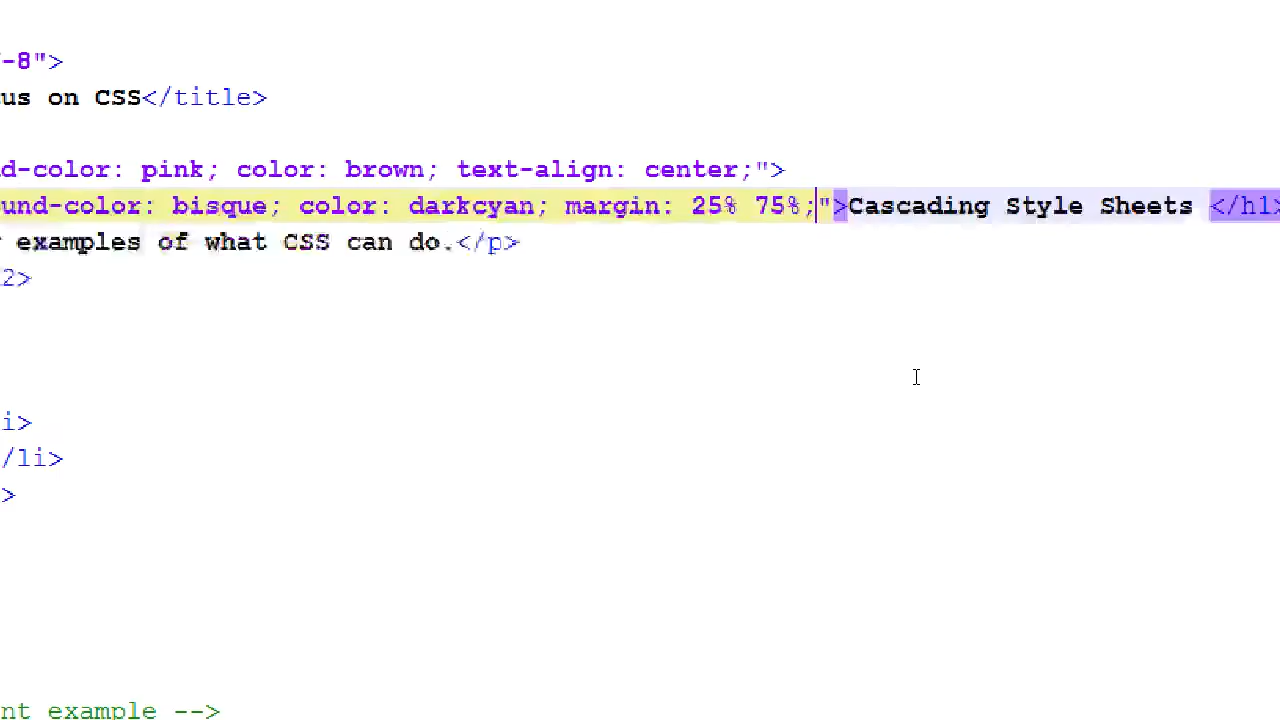 -8">
us on CSS</title>
d-color: pink; color: brown; text-align: center;">
und-color: bisque; color: darkcyan; margin: 25% 75%;">Cascading Style Sheets </h1>
examples of what CSS can do.</p>
2>
i>
/li>
>
nt example -->